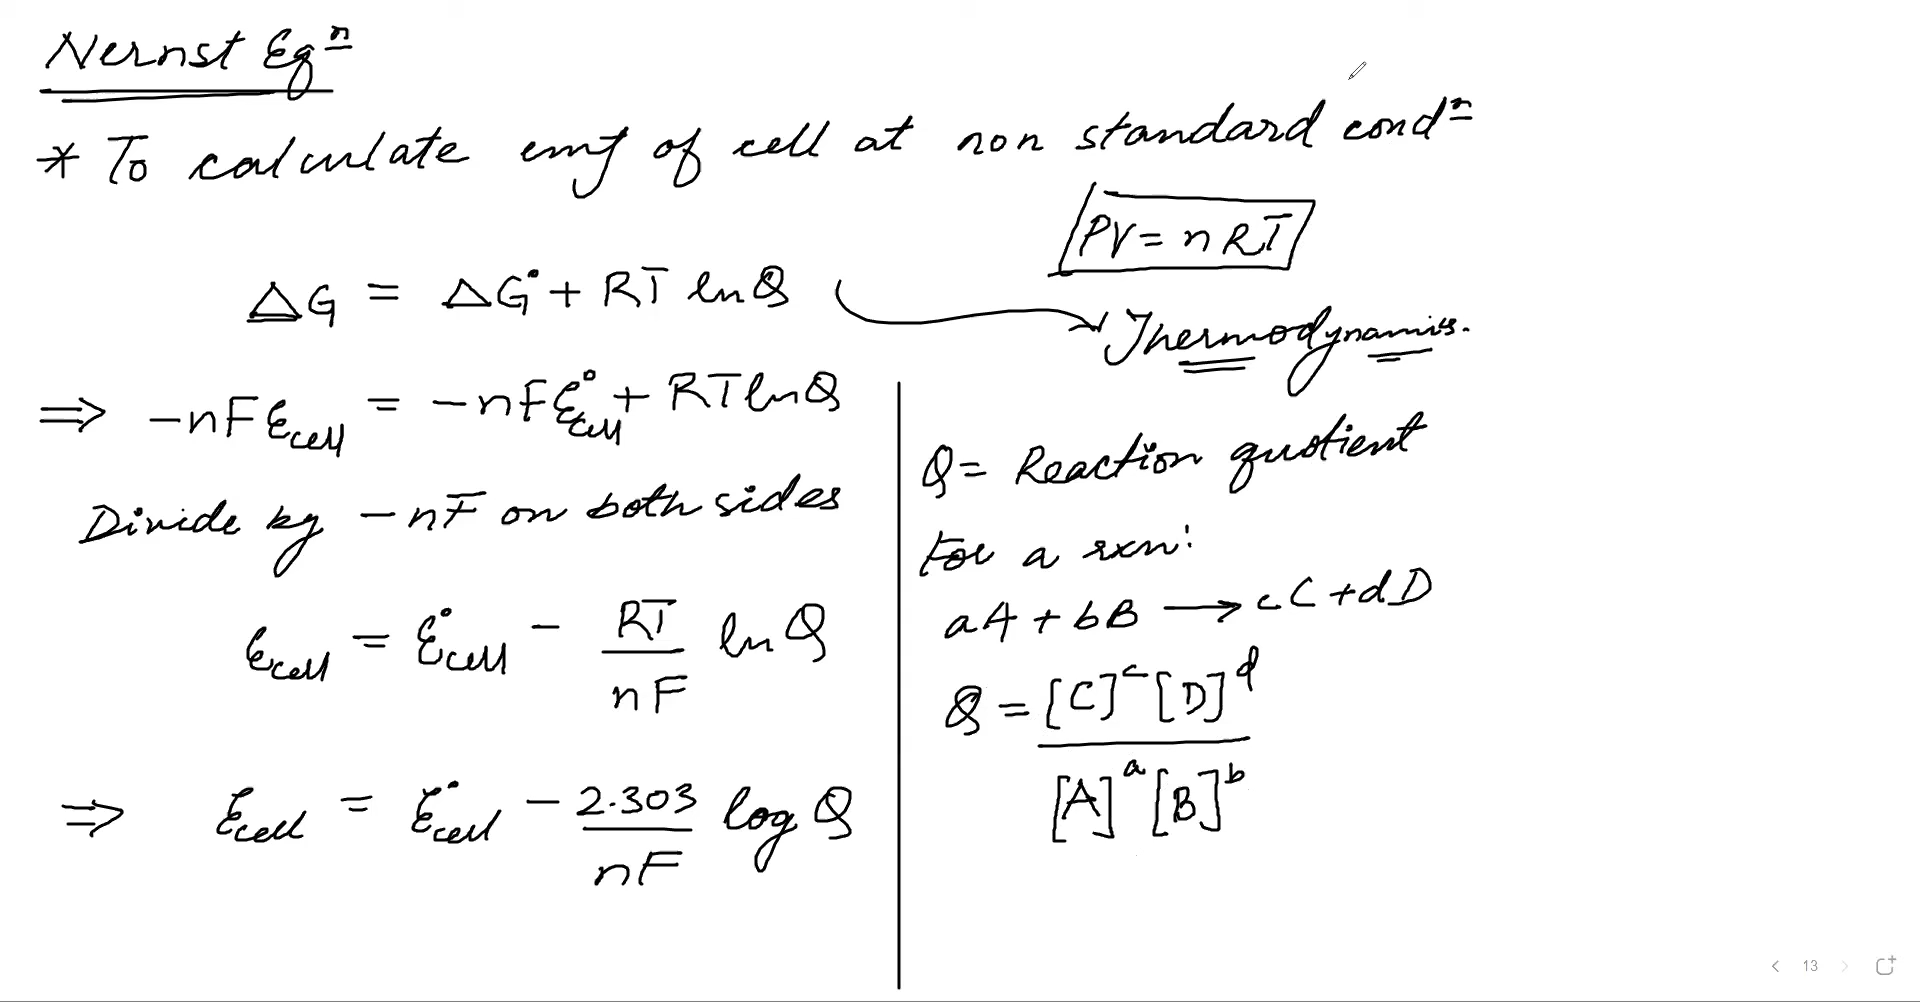 Nernst Eqⁿ
* To calculate emf of cell at non standard condⁿ
PV = nRT
ΔG = ΔG° + RT ln Q
Thermodynamics.
⇒ -nFEcell = -nFE°cell + RT ln Q
Divide by -nF on both sides
Ecell = E°cell - RT/nF ln Q
⇒ Ecell = E°cell - 2.303/nF log Q
Q = Reaction quotient
For a rxn:
aA + bB → cC + dD
Q = [C]^c [D]^d
[A]^a [B]^b
13